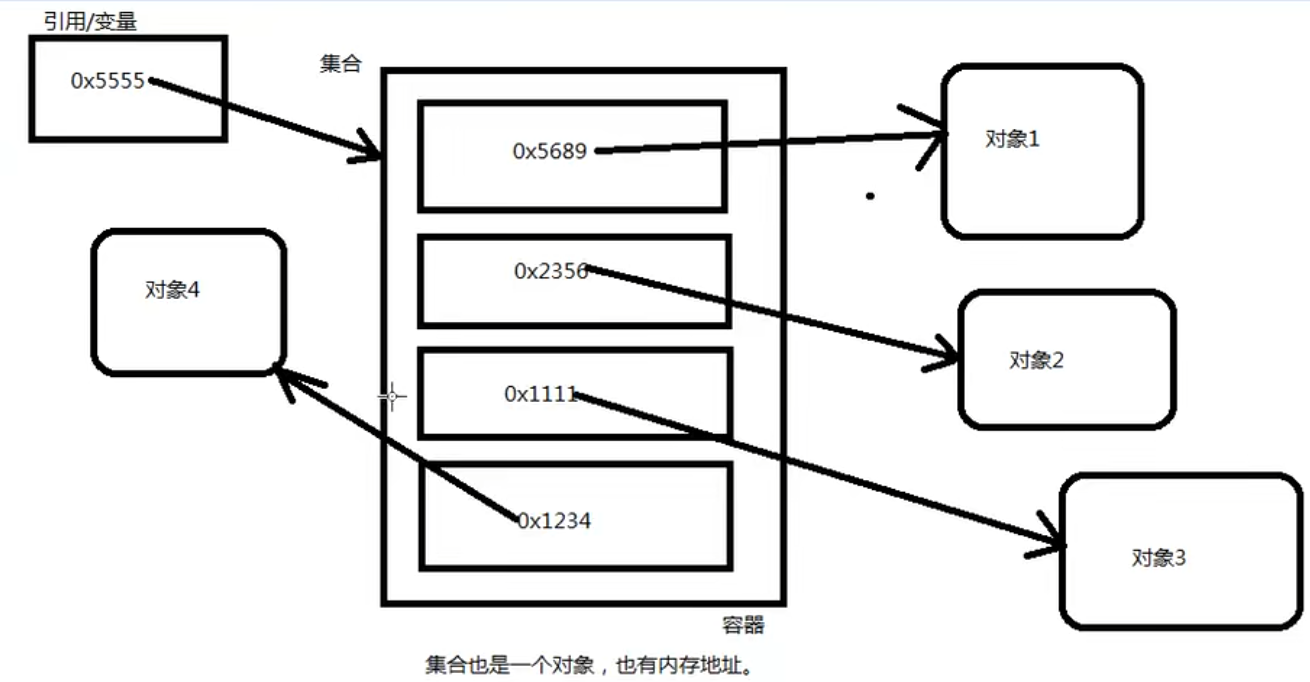 引用/变量
0x5555
集合
0x5689
对象1
0x2356
对象4
对象2
0x1111
0x1234
对象3
容器
集合也是一个对象，也有内存地址。